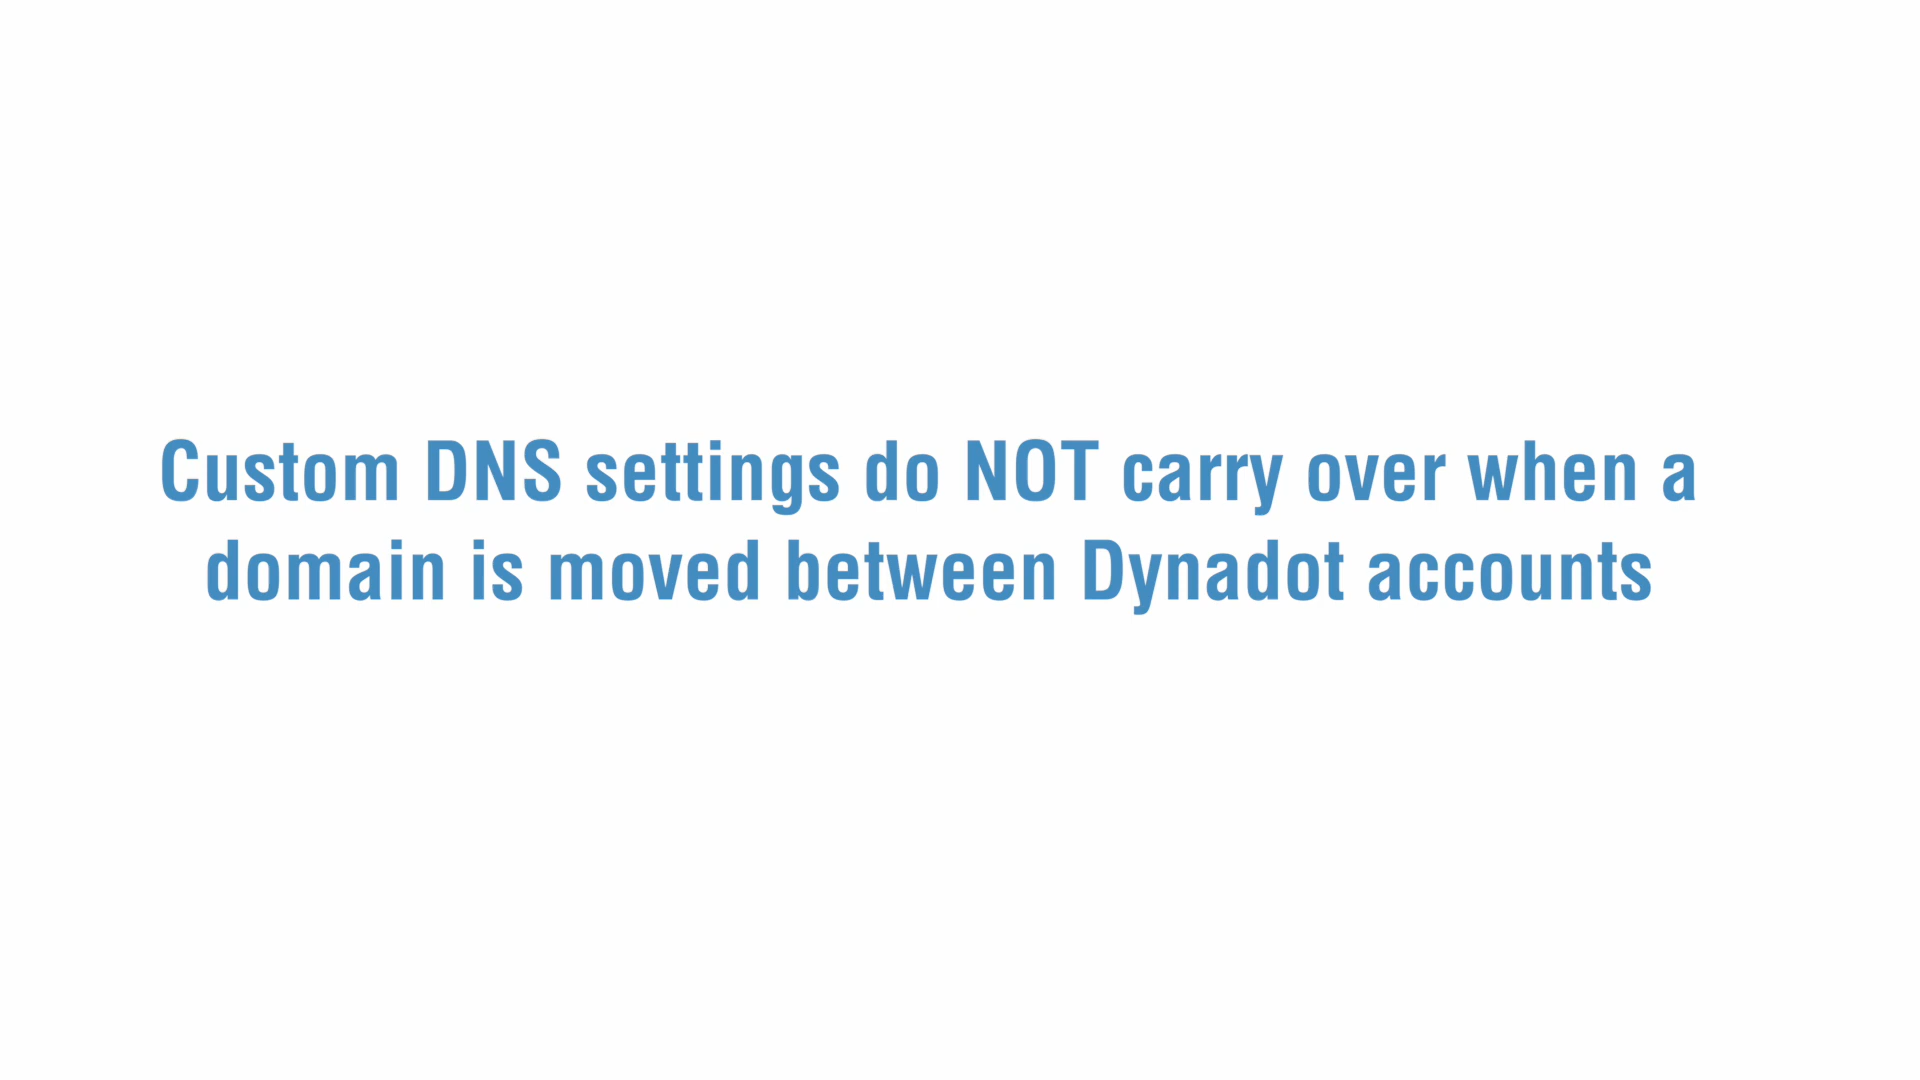 Custom DNS settings do NOT carry over when a
domain is moved between Dynadot accounts